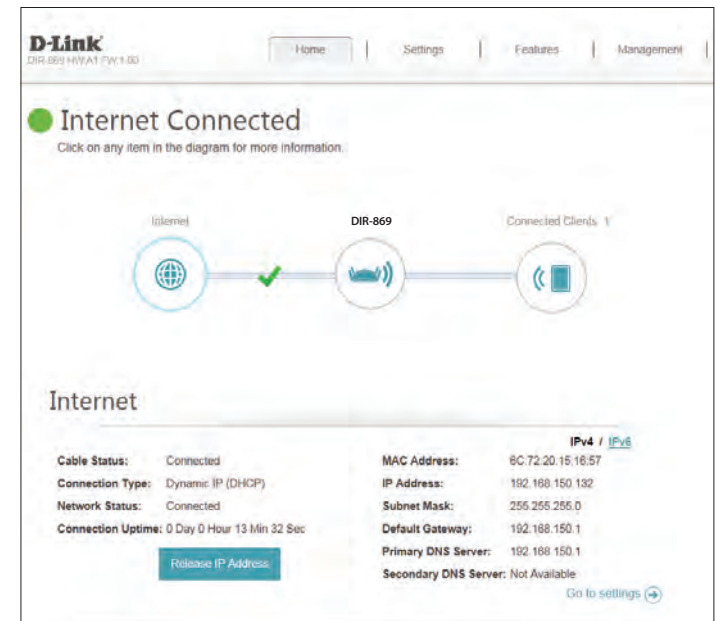 D-Link
DIR-869 HW:A1 FW:1.00
Home | Settings | Features | Management |
Internet Connected
Click on any item in the diagram for more information.
Internet DIR-869 Connected Clients: 1
Internet
IPv4 / IPv6
Cable Status: Connected MAC Address: 6C:72:20:15:16:57
Connection Type: Dynamic IP (DHCP) IP Address: 192.168.150.132
Network Status: Connected Subnet Mask: 255.255.255.0
Connection Uptime: 0 Day 0 Hour 13 Min 32 Sec Default Gateway: 192.168.150.1
Release IP Address Primary DNS Server: 192.168.150.1
Secondary DNS Server: Not Available
Go to settings